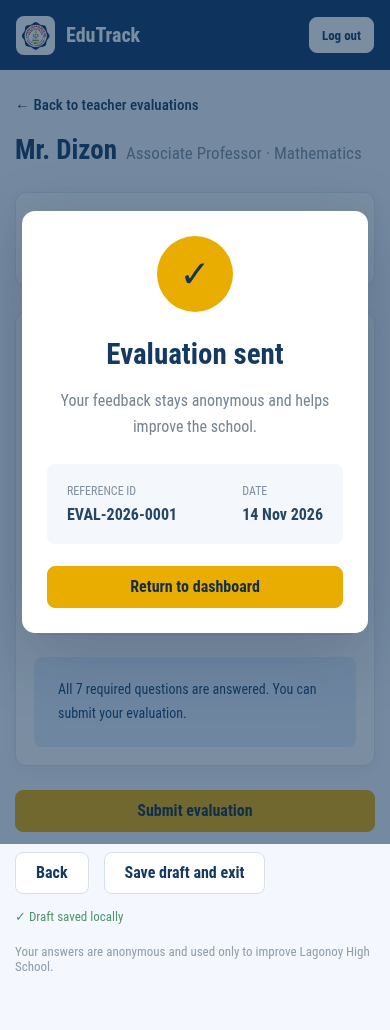 EduTrack
Log out
← Back to teacher evaluations
Mr. Dizon Associate Professor · Mathematics
✓
Evaluation sent
Your feedback stays anonymous and helps
improve the school.
REFERENCE ID
EVAL-2026-0001
DATE
14 Nov 2026
Return to dashboard
All 7 required questions are answered. You can
submit your evaluation.
Submit evaluation
Back
Save draft and exit
✓ Draft saved locally
Your answers are anonymous and used only to improve Lagonoy High
School.